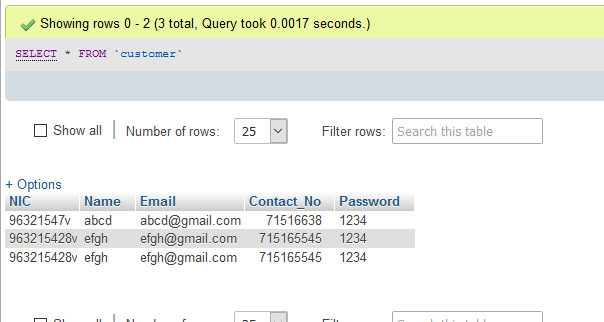 Showing rows 0 - 2 (3 total, Query took 0.0017 seconds.)
SELECT * FROM `customer`
Show all | Number of rows: 25 Filter rows: Search this table
+ Options
NIC Name Email Contact_No Password
96321547v abcd abcd@gmail.com 71516638 1234
963215428v efgh efgh@gmail.com 715165545 1234
963215428v efgh efgh@gmail.com 715165545 1234